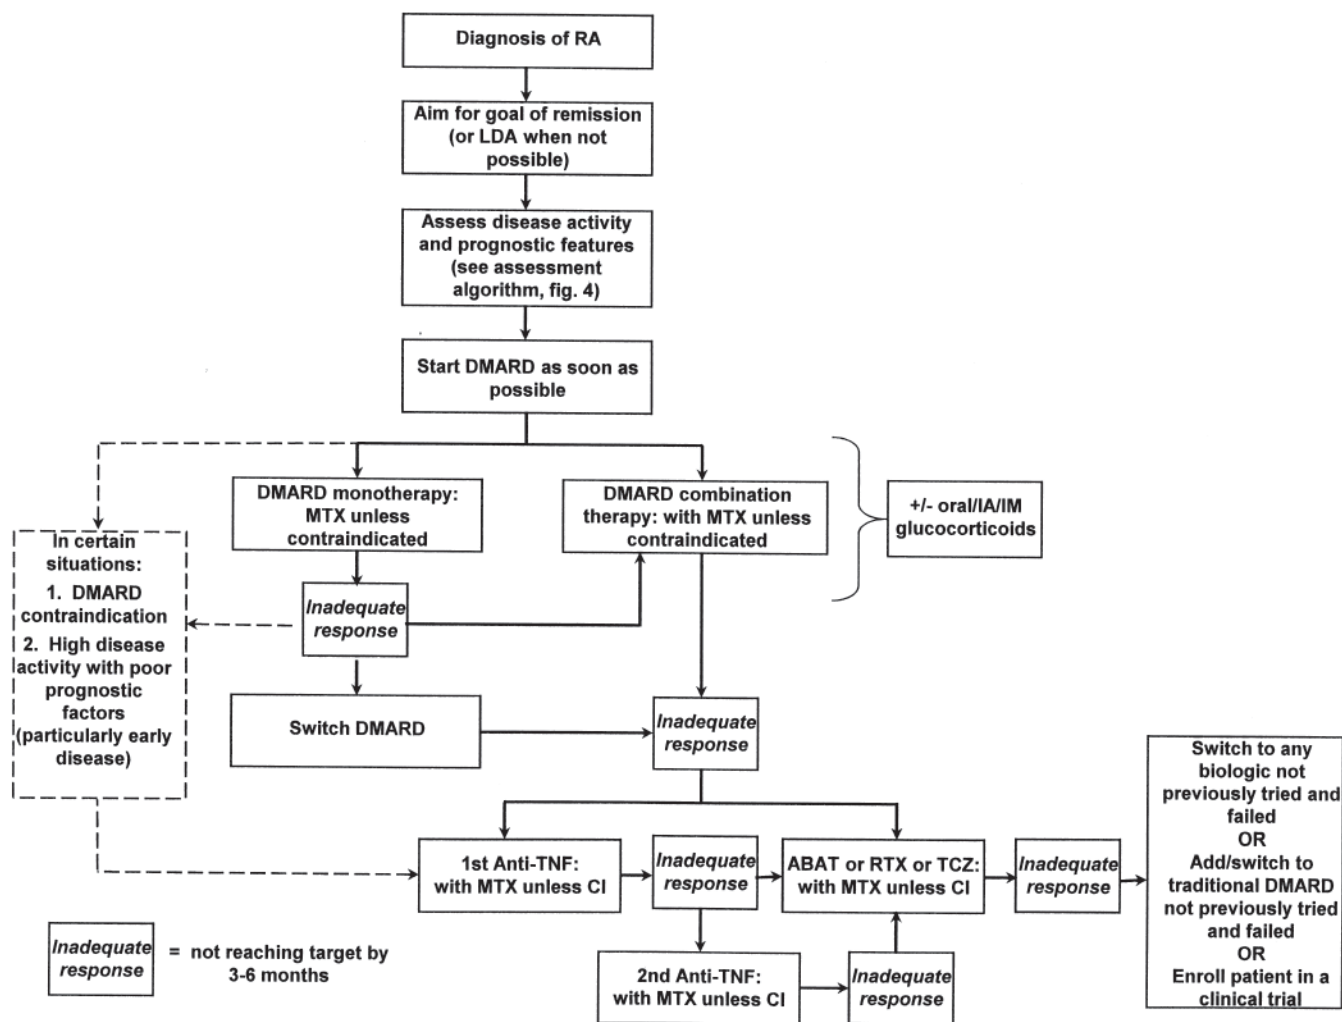 Diagnosis of RA
Aim for goal of remission
(or LDA when not
possible)
Assess disease activity
and prognostic features
(see assessment
algorithm, fig. 4)
Start DMARD as soon as
possible
DMARD monotherapy:
MTX unless
contraindicated
DMARD combination
therapy: with MTX unless
contraindicated
+/- oral/IA/IM
glucocorticoids
In certain
situations:
1. DMARD
contraindication
2. High disease
activity with poor
prognostic
factors
(particularly early
disease)
Inadequate
response
Switch DMARD
Inadequate
response
1st Anti-TNF:
with MTX unless CI
Inadequate
response
ABAT or RTX or TCZ:
with MTX unless CI
Inadequate
response
Switch to any
biologic not
previously tried and
failed
OR
Add/switch to
traditional DMARD
not previously tried
and failed
OR
Enroll patient in a
clinical trial
2nd Anti-TNF:
with MTX unless CI
Inadequate
response
Inadequate
response
= not reaching target by
3-6 months